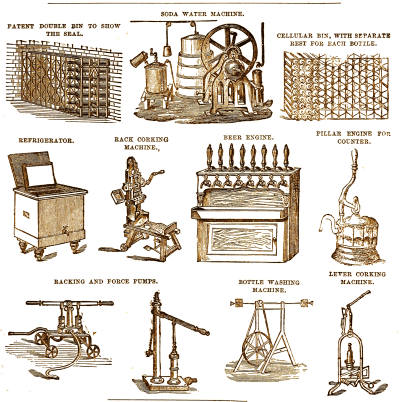 SODA WATER MACHINE.
PATENT DOUBLE BIN TO SHOW
THE SEAL.
CELLULAR BIN, WITH SEPARATE
REST FOR EACH BOTTLE.
REFRIGERATOR.
RACK CORKING
MACHINE.,
BEER ENGINE.
PILLAR ENGINE FOR
COUNTER.
RACKING AND FORCE PUMPS.
BOTTLE WASHING
MACHINE.
LEVER CORKING
MACHINE.